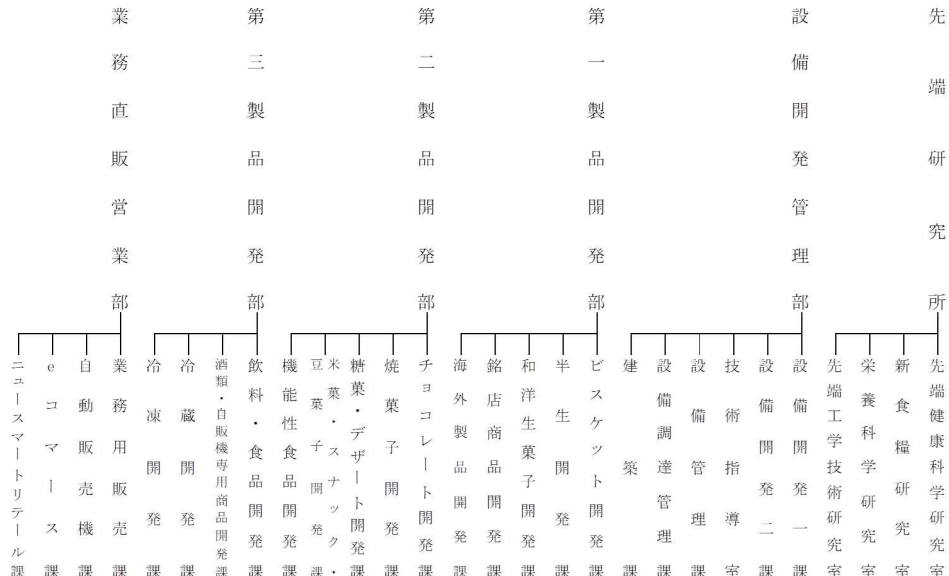 先端研究所
先端健康科学研究室
新食糧研究室
栄養科学研究室
先端工学技術研究室
設備開発管理部
設備開発一課
設備開発二課
技術指導室
設備管理課
設備調達管理課
建築課
第一製品開発部
ビスケット開発課
半生開発課
和洋生菓子開発課
銘店商品開発課
海外製品開発課
第二製品開発部
チョコレート開発課
焼菓子開発課
糖菓・デザート開発課
米菓・スナック・
豆菓子開発課
機能性食品開発課
第三製品開発部
飲料・食品開発課
酒類・自販機専用商品開発課
冷蔵開発課
冷凍開発課
業務直販営業部
業務用販売課
自動販売機課
eコマース課
ニュースマートリテール課